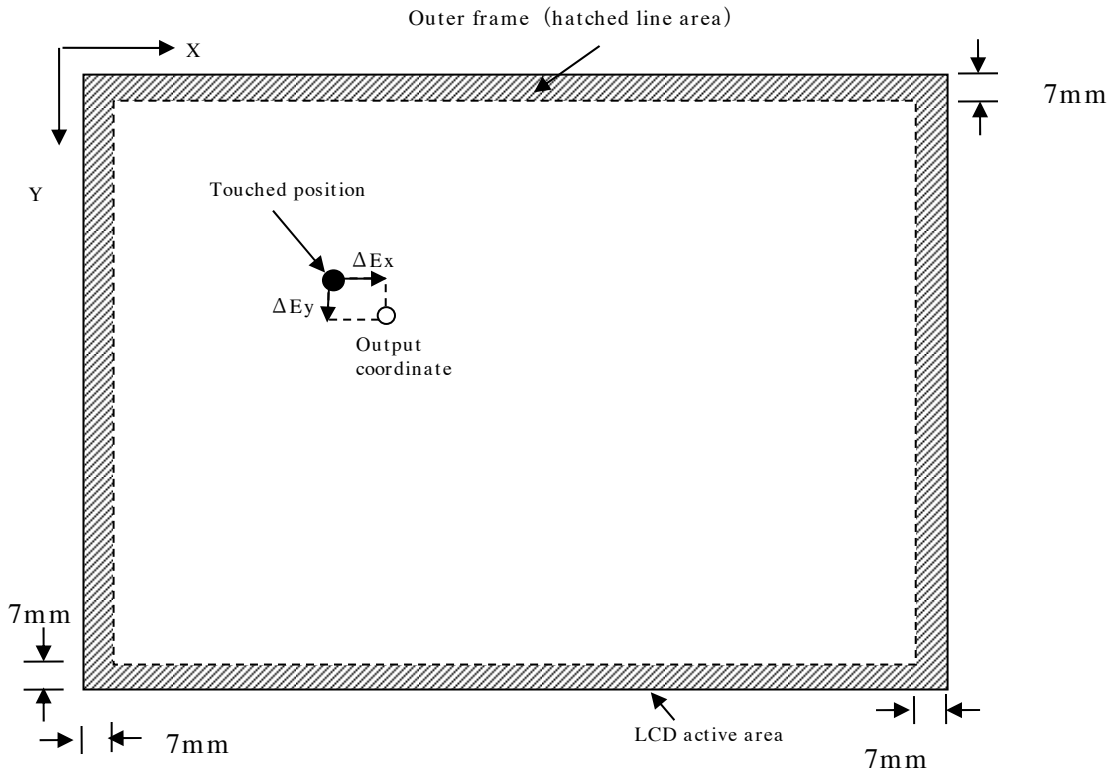 Outer frame（hatched line area）
X
7mm
Y
Touched position
ΔEx
ΔEy
Output
coordinate
7mm
7mm
LCD active area
7mm